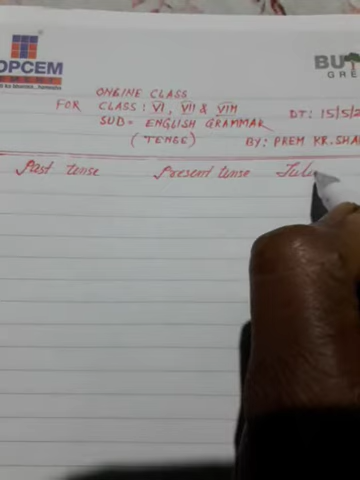 OPCEM
BU
GRE
ONLINE CLASS
FOR CLASS: VI, VII & VIII
SUB= ENGLISH GRAMMAR
(TENSE)
DT: 15/5/2
BY: PREM KR. SHA
Past tense Present tense